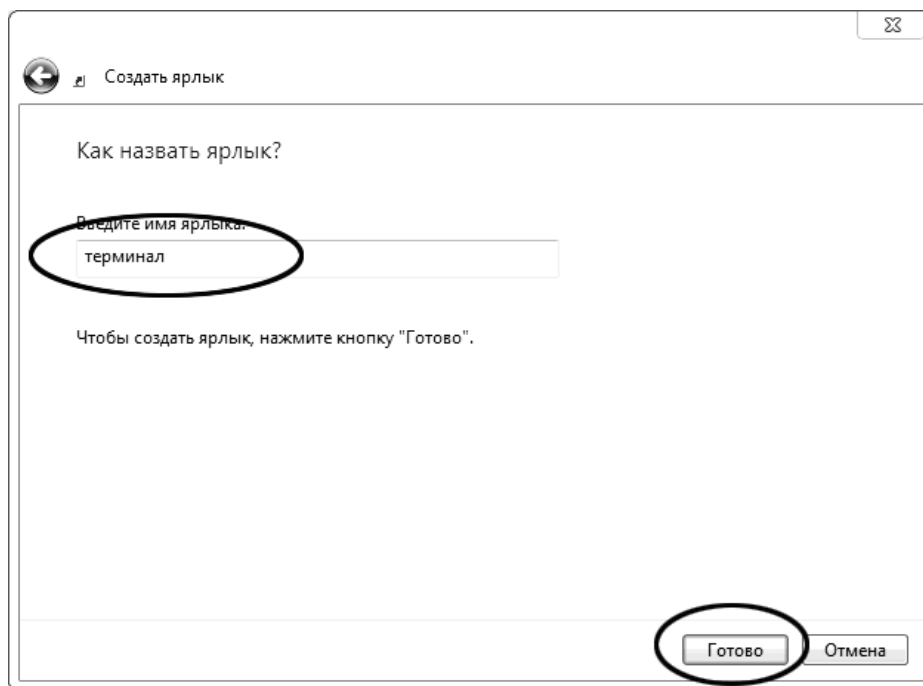 Создать ярлык
Как назвать ярлык?
Введите имя ярлыка:
терминал
Чтобы создать ярлык, нажмите кнопку "Готово".
Готово
Отмена